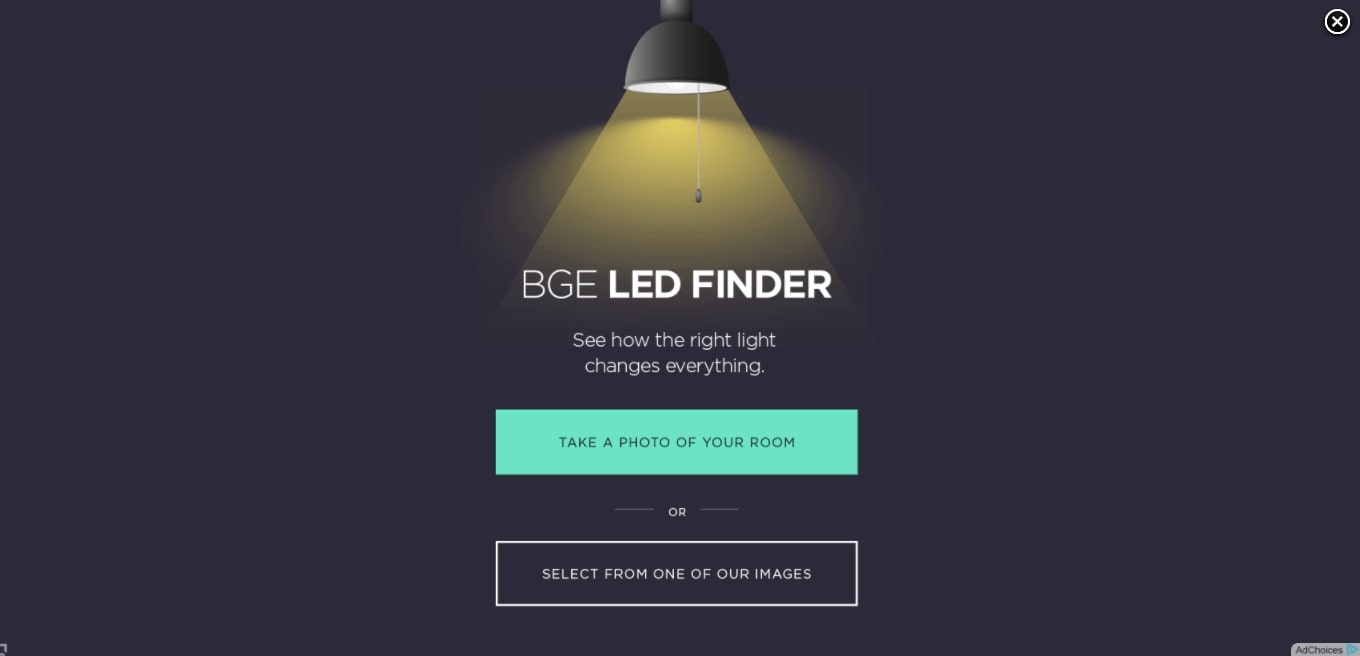 BGE LED FINDER
See how the right light
changes everything.
TAKE A PHOTO OF YOUR ROOM
OR
SELECT FROM ONE OF OUR IMAGES
AdChoices